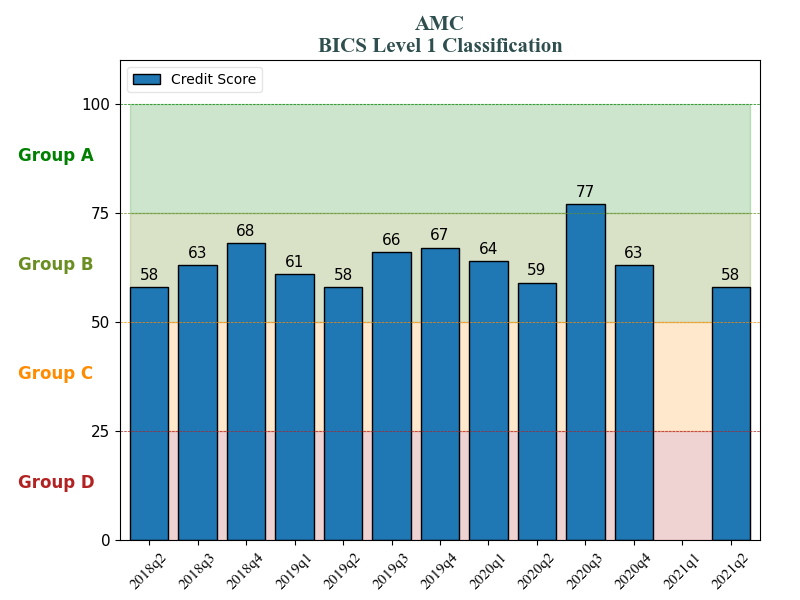 AMC
BICS Level 1 Classification
Credit Score
100
Group A
75
Group B
50
Group C
25
Group D
0
58
63
68
61
58
66
67
64
59
77
63
58
2018q2
2018q3
2018q4
2019q1
2019q2
2019q3
2019q4
2020q1
2020q2
2020q3
2020q4
2021q1
2021q2